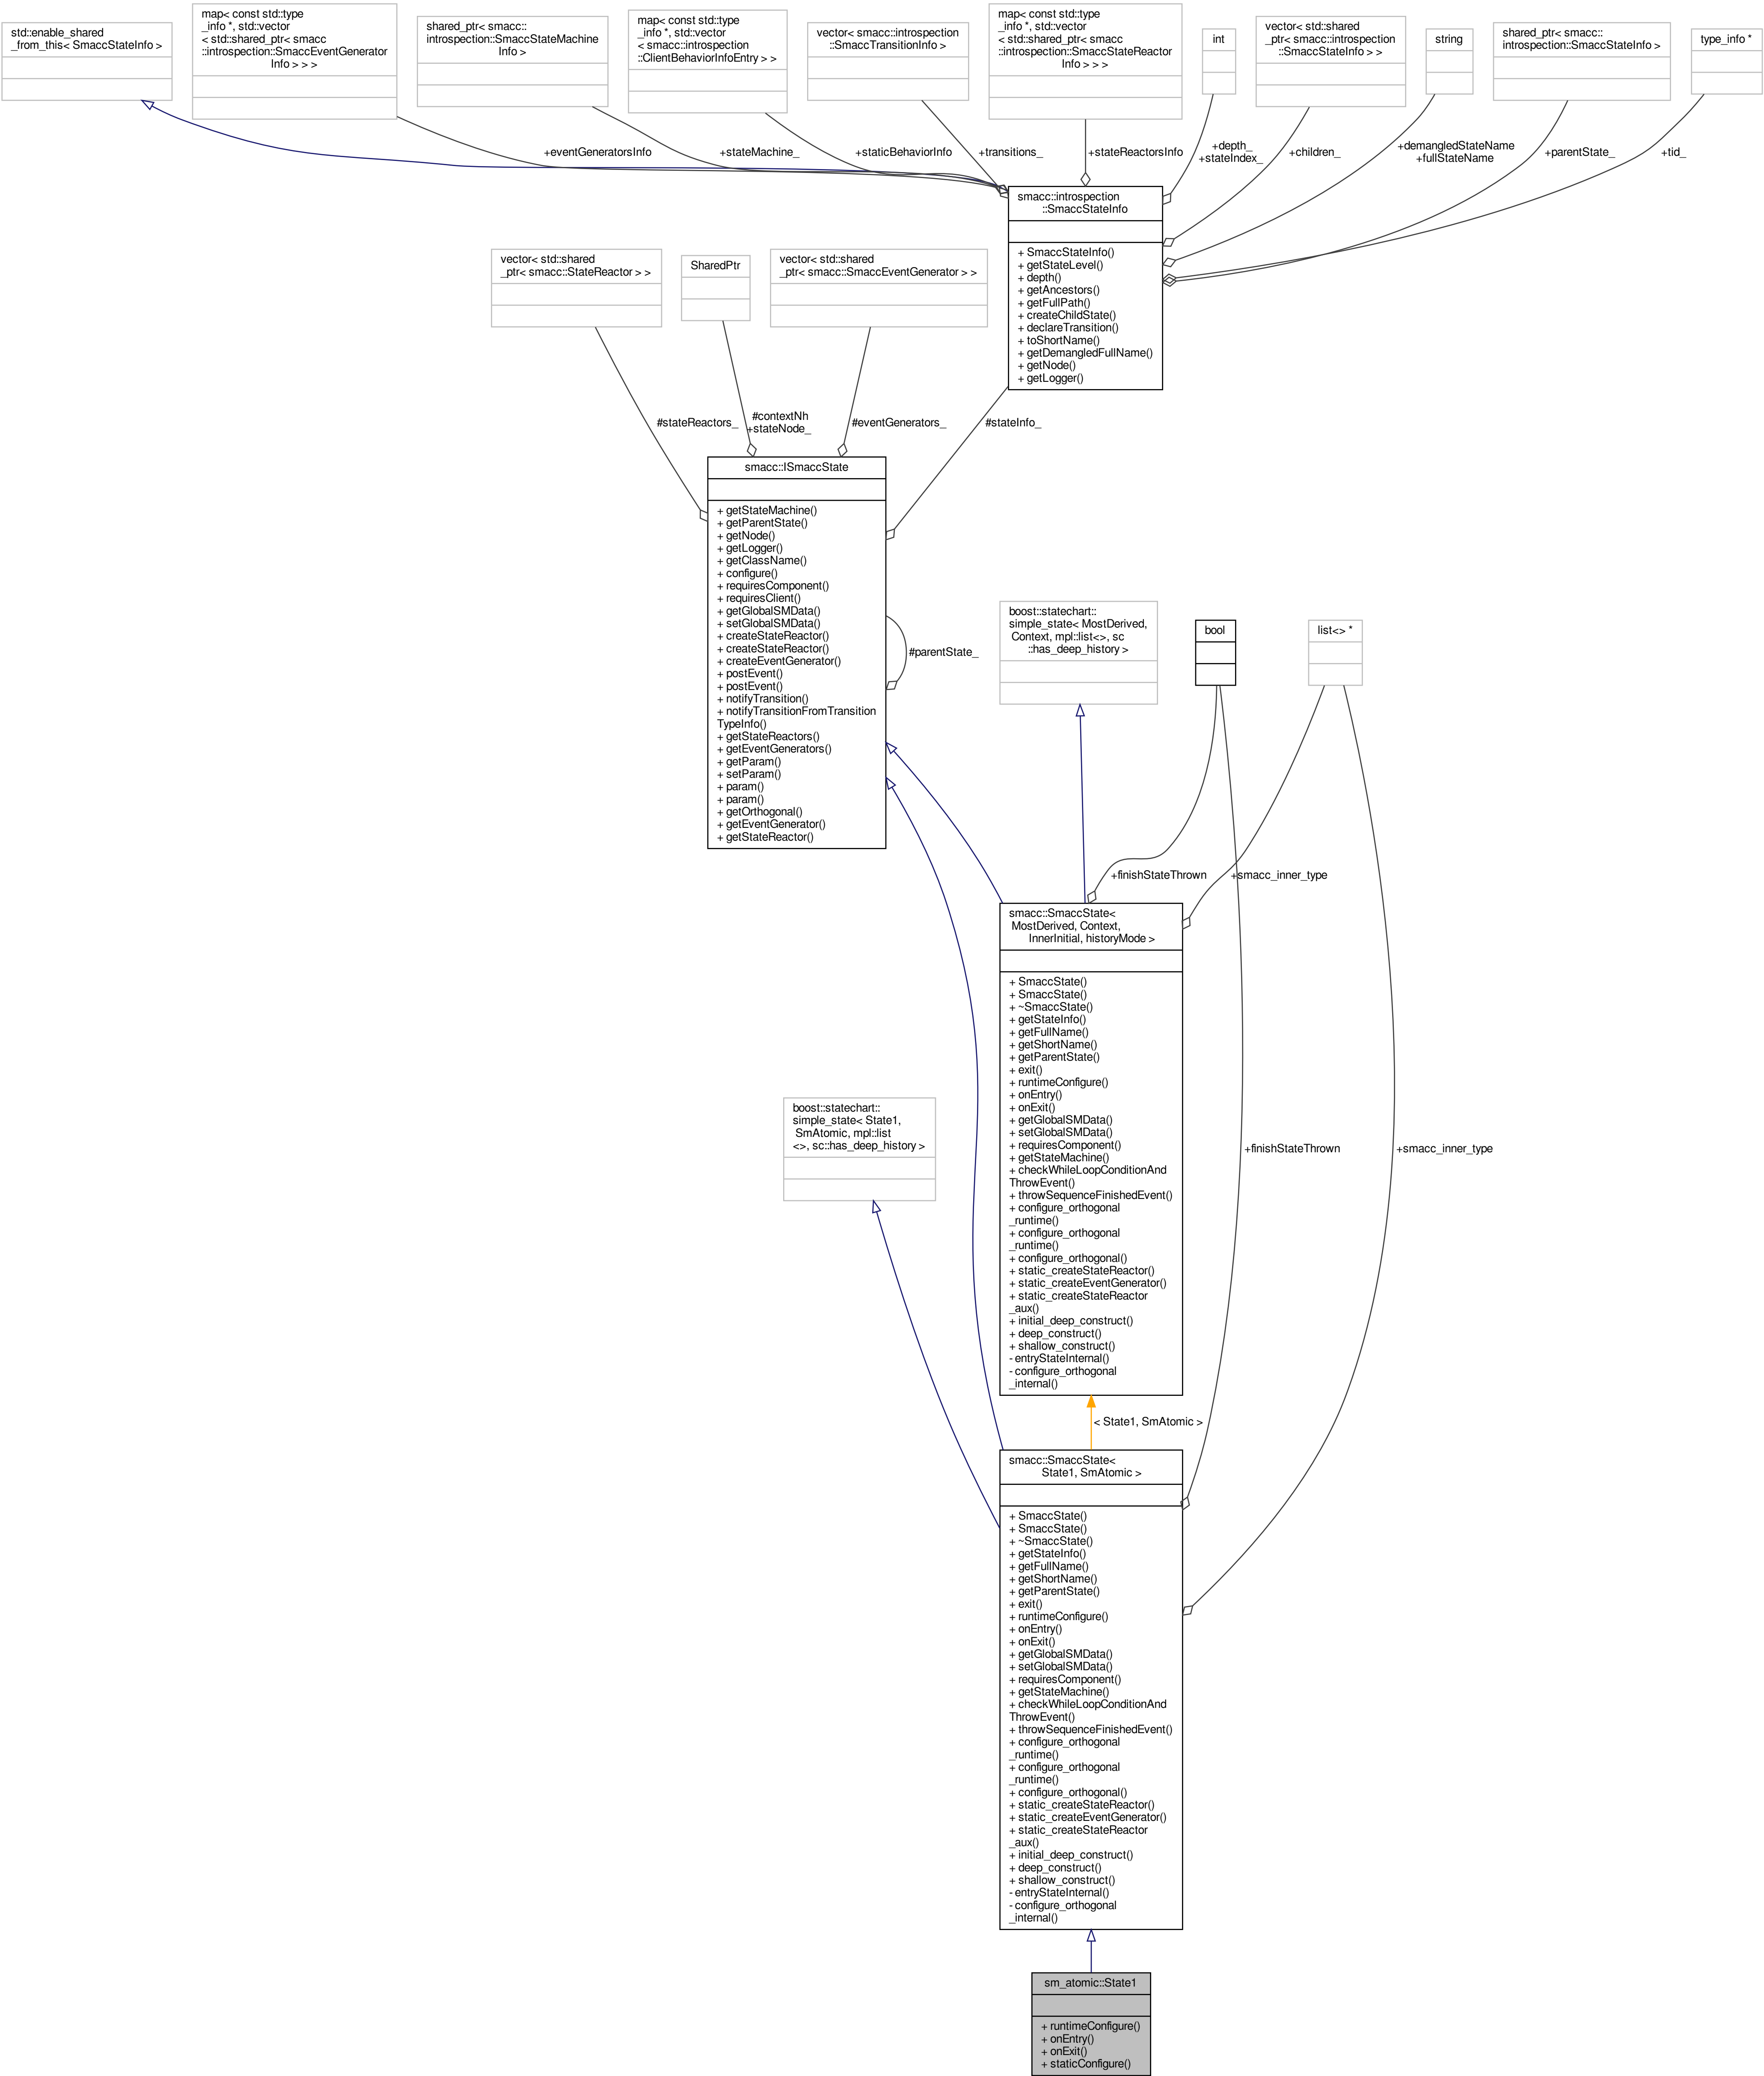 std::enable_shared
_from_this< SmaccStateInfo >
map< const std::type
_info *, std::vector
< std::shared_ptr< smacc
::introspection::SmaccEventGenerator
Info > > >
shared_ptr< smacc::
introspection::SmaccStateMachine
Info >
map< const std::type
_info *, std::vector
< smacc::introspection
::ClientBehaviorInfoEntry > >
vector< smacc::introspection
::SmaccTransitionInfo >
map< const std::type
_info *, std::vector
< std::shared_ptr< smacc
::introspection::SmaccStateReactor
Info > > >
int
vector< std::shared
_ptr< smacc::introspection
::SmaccStateInfo > >
string
shared_ptr< smacc::
introspection::SmaccStateInfo >
type_info *
+eventGeneratorsInfo
+stateMachine_
+staticBehaviorInfo
+transitions_
+stateReactorsInfo
+depth_
+stateIndex_
+children_
+demangledStateName
+fullStateName
+parentState_
+tid_
smacc::introspection
::SmaccStateInfo
+ SmaccStateInfo()
+ getStateLevel()
+ depth()
+ getAncestors()
+ getFullPath()
+ createChildState()
+ declareTransition()
+ toShortName()
+ getDemangledFullName()
+ getNode()
+ getLogger()
vector< std::shared
_ptr< smacc::StateReactor > >
SharedPtr
vector< std::shared
_ptr< smacc::SmaccEventGenerator > >
#stateReactors_
#contextNh
+stateNode_
#eventGenerators_
#stateInfo_
smacc::ISmaccState
+ getStateMachine()
+ getParentState()
+ getNode()
+ getLogger()
+ getClassName()
+ configure()
+ requiresComponent()
+ requiresClient()
+ getGlobalSMData()
+ setGlobalSMData()
+ createStateReactor()
+ createStateReactor()
+ createEventGenerator()
+ postEvent()
+ postEvent()
+ notifyTransition()
+ notifyTransitionFromTransition
TypeInfo()
+ getStateReactors()
+ getEventGenerators()
+ getParam()
+ setParam()
+ param()
+ param()
+ getOrthogonal()
+ getEventGenerator()
+ getStateReactor()
#parentState_
boost::statechart::
simple_state< MostDerived,
Context, mpl::list<>, sc
::has_deep_history >
bool
list<> *
+finishStateThrown
+smacc_inner_type
smacc::SmaccState<
MostDerived, Context,
InnerInitial, historyMode >
+ SmaccState()
+ SmaccState()
+ ~SmaccState()
+ getStateInfo()
+ getFullName()
+ getShortName()
+ getParentState()
+ exit()
+ runtimeConfigure()
+ onEntry()
+ onExit()
+ getGlobalSMData()
+ setGlobalSMData()
+ requiresComponent()
+ getStateMachine()
+ checkWhileLoopConditionAnd
ThrowEvent()
+ throwSequenceFinishedEvent()
+ configure_orthogonal
_runtime()
+ configure_orthogonal
_runtime()
+ configure_orthogonal()
+ static_createStateReactor()
+ static_createEventGenerator()
+ static_createStateReactor
_aux()
+ initial_deep_construct()
+ deep_construct()
+ shallow_construct()
- entryStateInternal()
- configure_orthogonal
_internal()
boost::statechart::
simple_state< State1,
SmAtomic, mpl::list
<>, sc::has_deep_history >
+finishStateThrown
+smacc_inner_type
< State1, SmAtomic >
smacc::SmaccState<
State1, SmAtomic >
+ SmaccState()
+ SmaccState()
+ ~SmaccState()
+ getStateInfo()
+ getFullName()
+ getShortName()
+ getParentState()
+ exit()
+ runtimeConfigure()
+ onEntry()
+ onExit()
+ getGlobalSMData()
+ setGlobalSMData()
+ requiresComponent()
+ getStateMachine()
+ checkWhileLoopConditionAnd
ThrowEvent()
+ throwSequenceFinishedEvent()
+ configure_orthogonal
_runtime()
+ configure_orthogonal
_runtime()
+ configure_orthogonal()
+ static_createStateReactor()
+ static_createEventGenerator()
+ static_createStateReactor
_aux()
+ initial_deep_construct()
+ deep_construct()
+ shallow_construct()
- entryStateInternal()
- configure_orthogonal
_internal()
sm_atomic::State1
+ runtimeConfigure()
+ onEntry()
+ onExit()
+ staticConfigure()